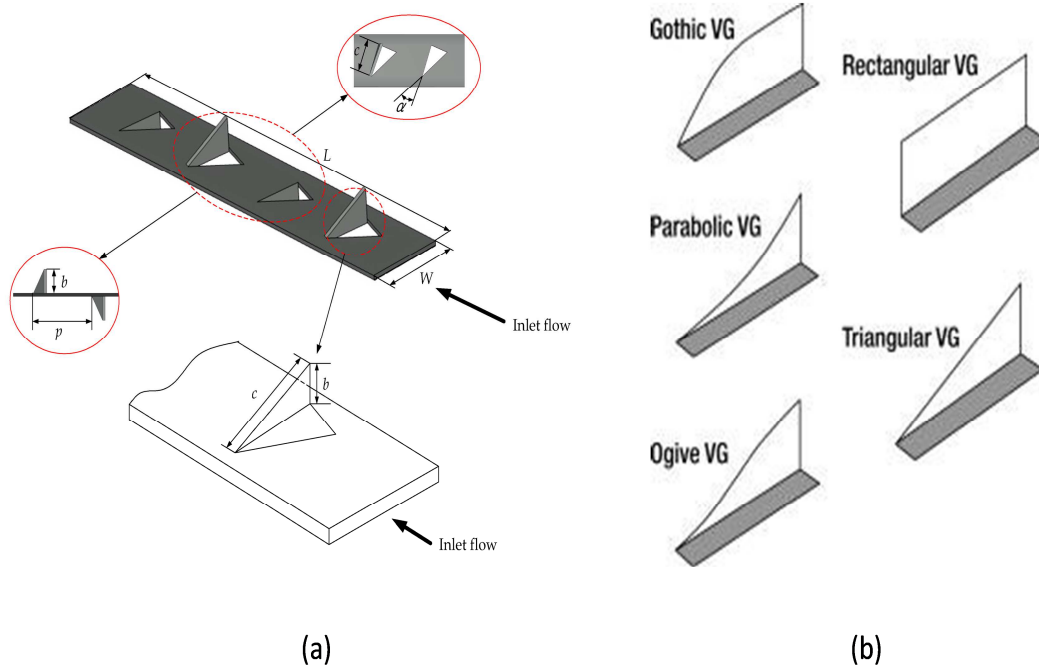 c
α
L
b
p
W
Inlet flow
c
b
Inlet flow
(a)
Gothic VG
Rectangular VG
Parabolic VG
Triangular VG
Ogive VG
(b)